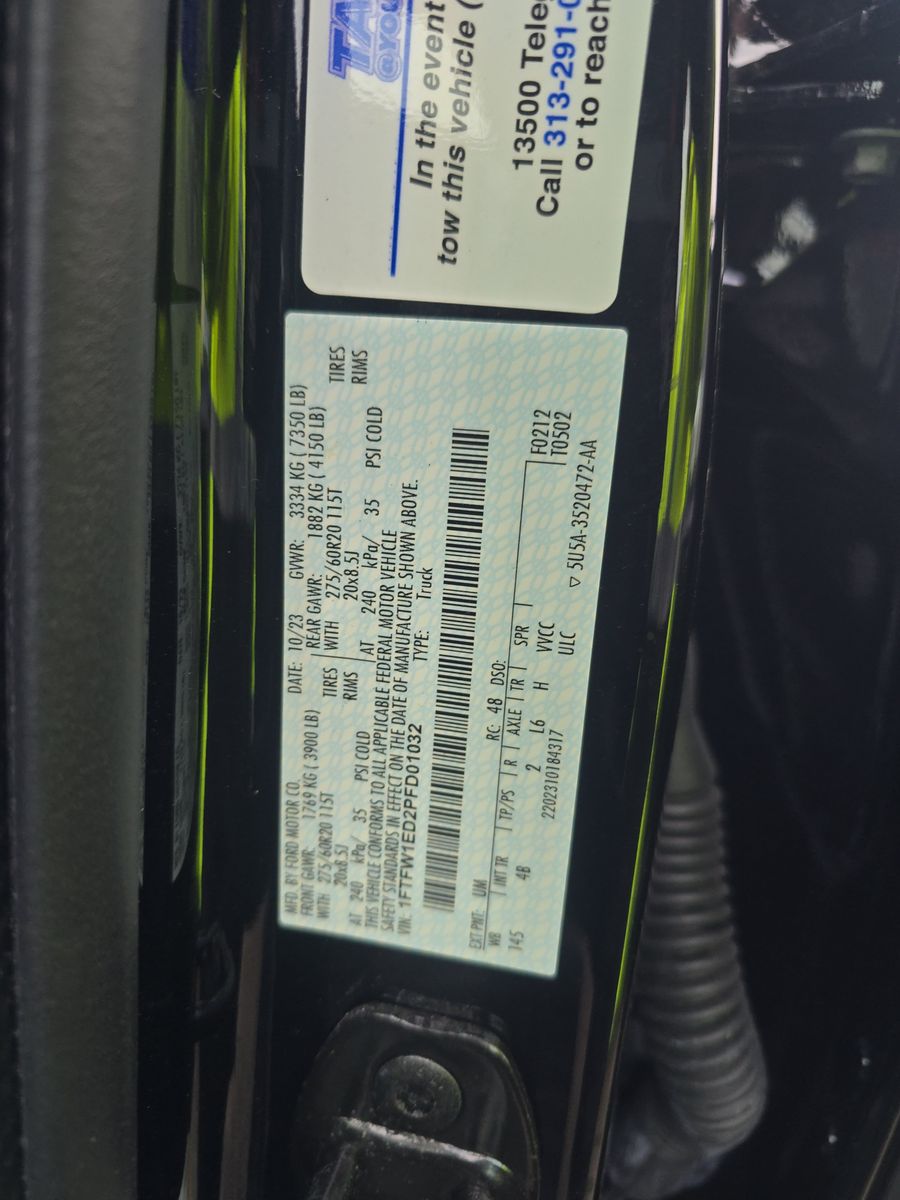 MFD. BY FORD MOTOR CO.
DATE: 10/23 GVWR: 3334 KG ( 7350 LB)
FRONT GAWR: 1769 KG ( 3900 LB)
REAR GAWR: 1882 KG ( 4150 LB)
WITH 275/60R20 115T TIRES
WITH 275/60R20 115T TIRES
20x8.5J RIMS
20x8.5J RIMS
AT 240 kPa/ 35 PSI COLD
AT 240 kPa/ 35 PSI COLD
THIS VEHICLE CONFORMS TO ALL APPLICABLE FEDERAL MOTOR VEHICLE
SAFETY STANDARDS IN EFFECT ON THE DATE OF MANUFACTURE SHOWN ABOVE.
VIN: 1FTFW1ED2PFD01032 TYPE: Truck
EXT PNT: UM RC: 48 DSO:
WB INT TR TP/PS R AXLE TR SPR F0212
145 4B 2 L6 H VVCC T0502
2202310184317 ULC ▽ 5U5A-3520472-AA
In the event
tow this vehicle (
13500 Tele
Call 313-291-
or to reach